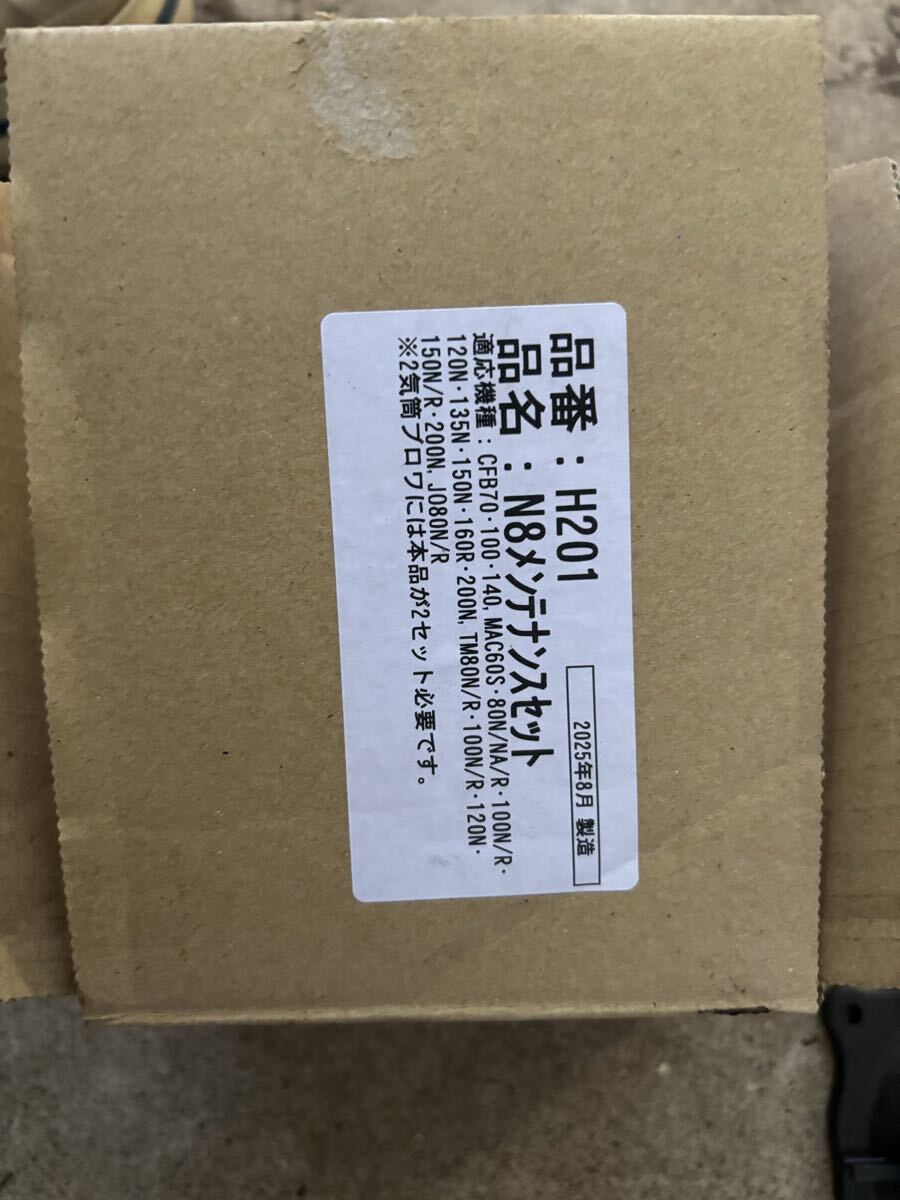 品番：H201
2025年8月 製造
品名：N8ﾒﾝﾃﾅﾝｽｾｯﾄ
適応機種：CFB70･100･140, MAC60S･80N/NA/R･100N/R･
120N･135N･150N･160R･200N, TM80N/R･100N/R･120N･
150N/R･200N, JO80N/R
※2気筒ブロワには本品が2セット必要です。